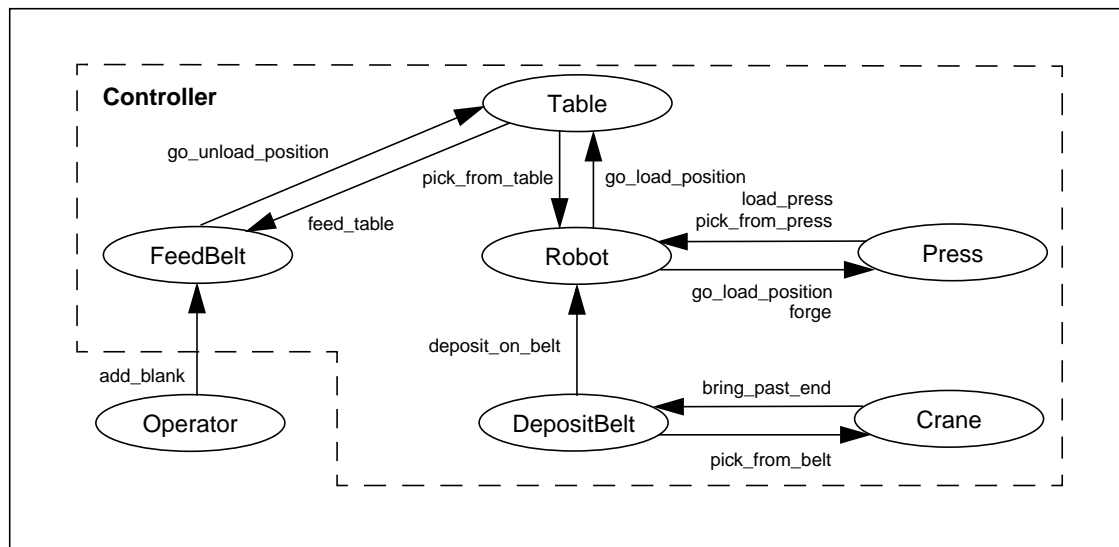 Controller
Table
go_unload_position
pick_from_table
go_load_position
load_press
feed_table
pick_from_press
FeedBelt
Robot
Press
go_load_position
forge
deposit_on_belt
add_blank
bring_past_end
Operator
DepositBelt
Crane
pick_from_belt